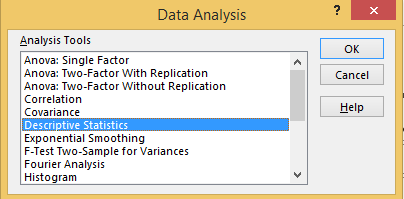 Data Analysis
? ×
Analysis Tools
Anova: Single Factor
Anova: Two-Factor With Replication
Anova: Two-Factor Without Replication
Correlation
Covariance
Descriptive Statistics
Exponential Smoothing
F-Test Two-Sample for Variances
Fourier Analysis
Histogram
OK
Cancel
Help